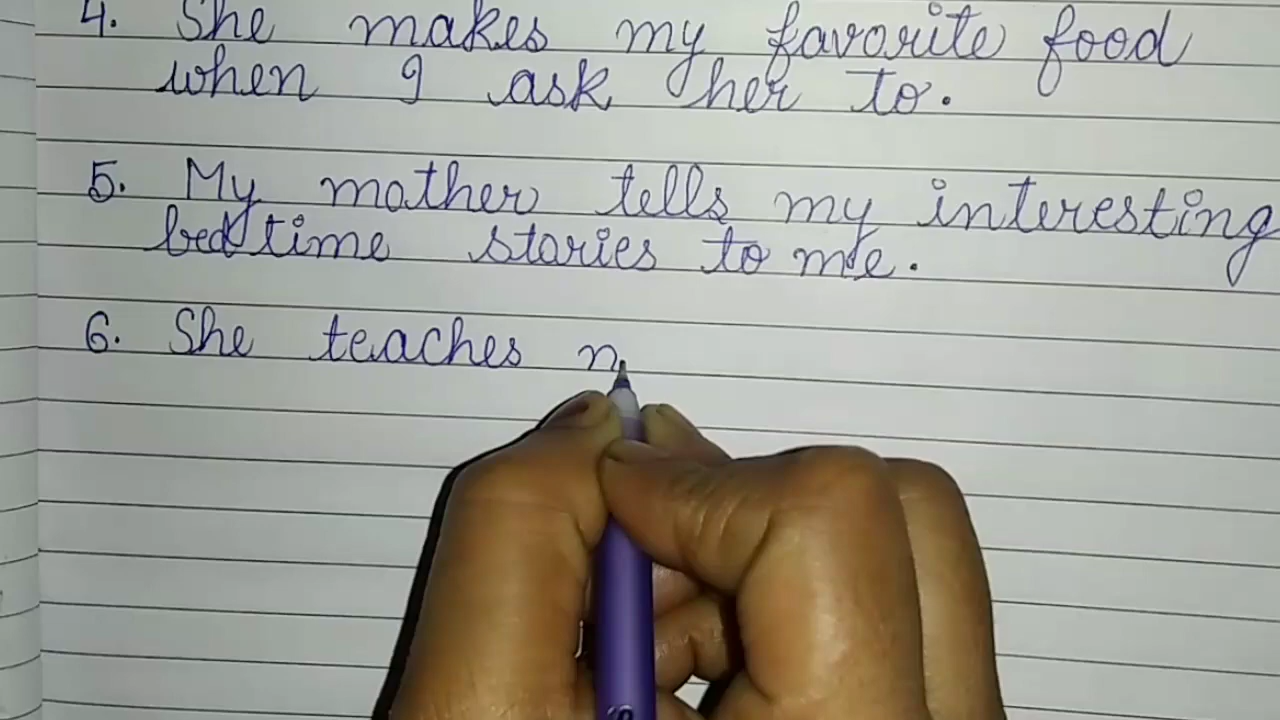 4. She makes my favorite food
when I ask her to.
5. My mother tells my interesting
bedtime stories to me.
6. She teaches